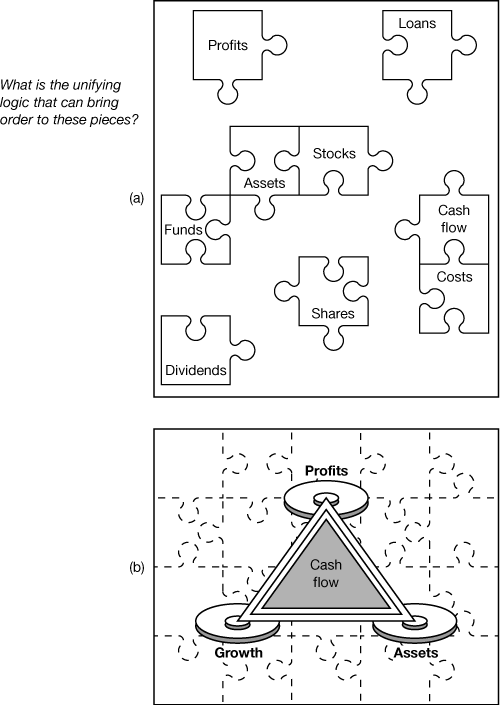 Profits
Loans
What is the unifying
logic that can bring
order to these pieces?
Stocks
Assets
(a)
Funds
Cash
flow
Costs
Shares
Dividends
Profits
(b)
Cash
flow
Growth
Assets